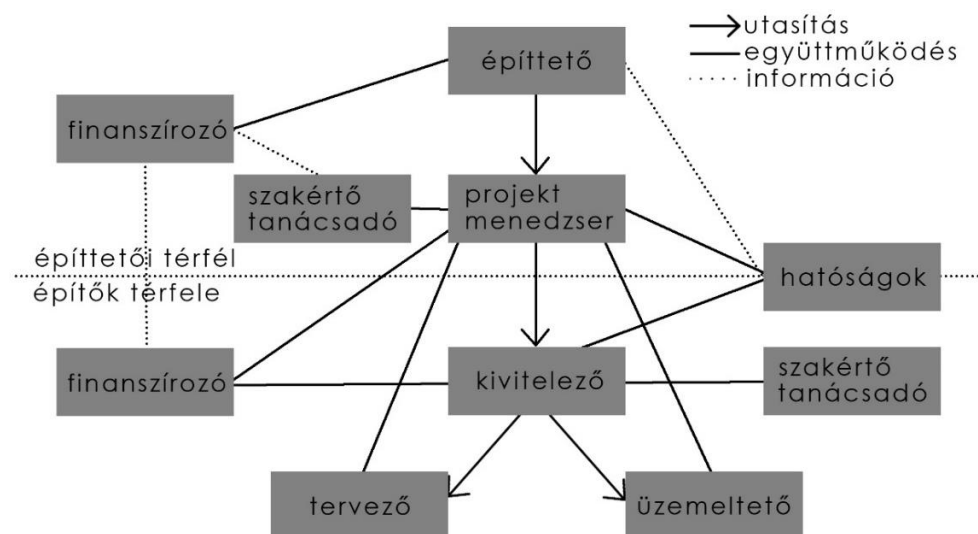 utasítás
építtető
együttműködés
információ
finanszírozó
szakértő
tanácsadó
projekt
menedzser
építtetői térfél
építők térfele
hatóságok
finanszírozó
kivitelező
szakértő
tanácsadó
tervező
üzemeltető